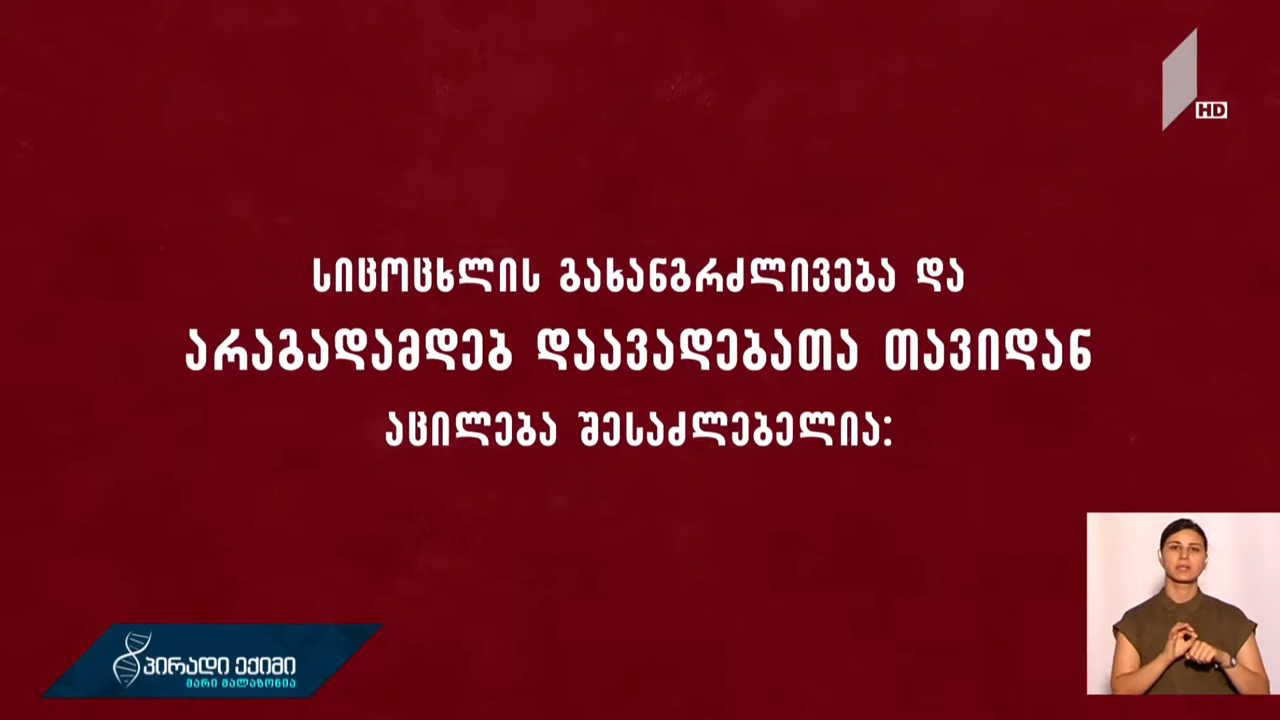 HD
სიცოცხლის გახანგრძლივება და
არაგადამდებ დაავადებათა თავიდან
აცილება შესაძლებელია:
პირადი ექიმი
მარი მალაზონია